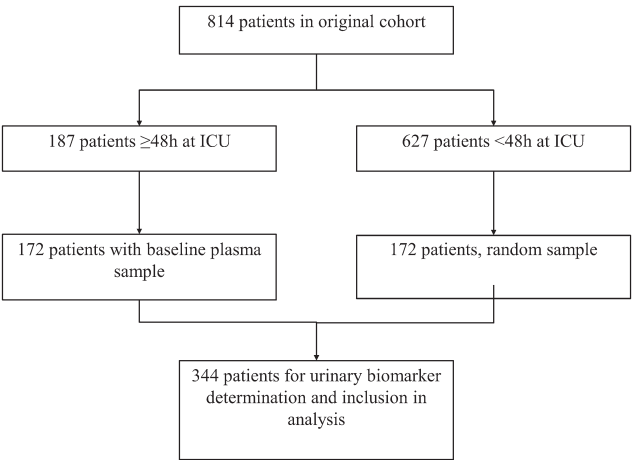 814 patients in original cohort
187 patients ≥48h at ICU
627 patients <48h at ICU
172 patients with baseline plasma
sample
172 patients, random sample
344 patients for urinary biomarker
determination and inclusion in
analysis